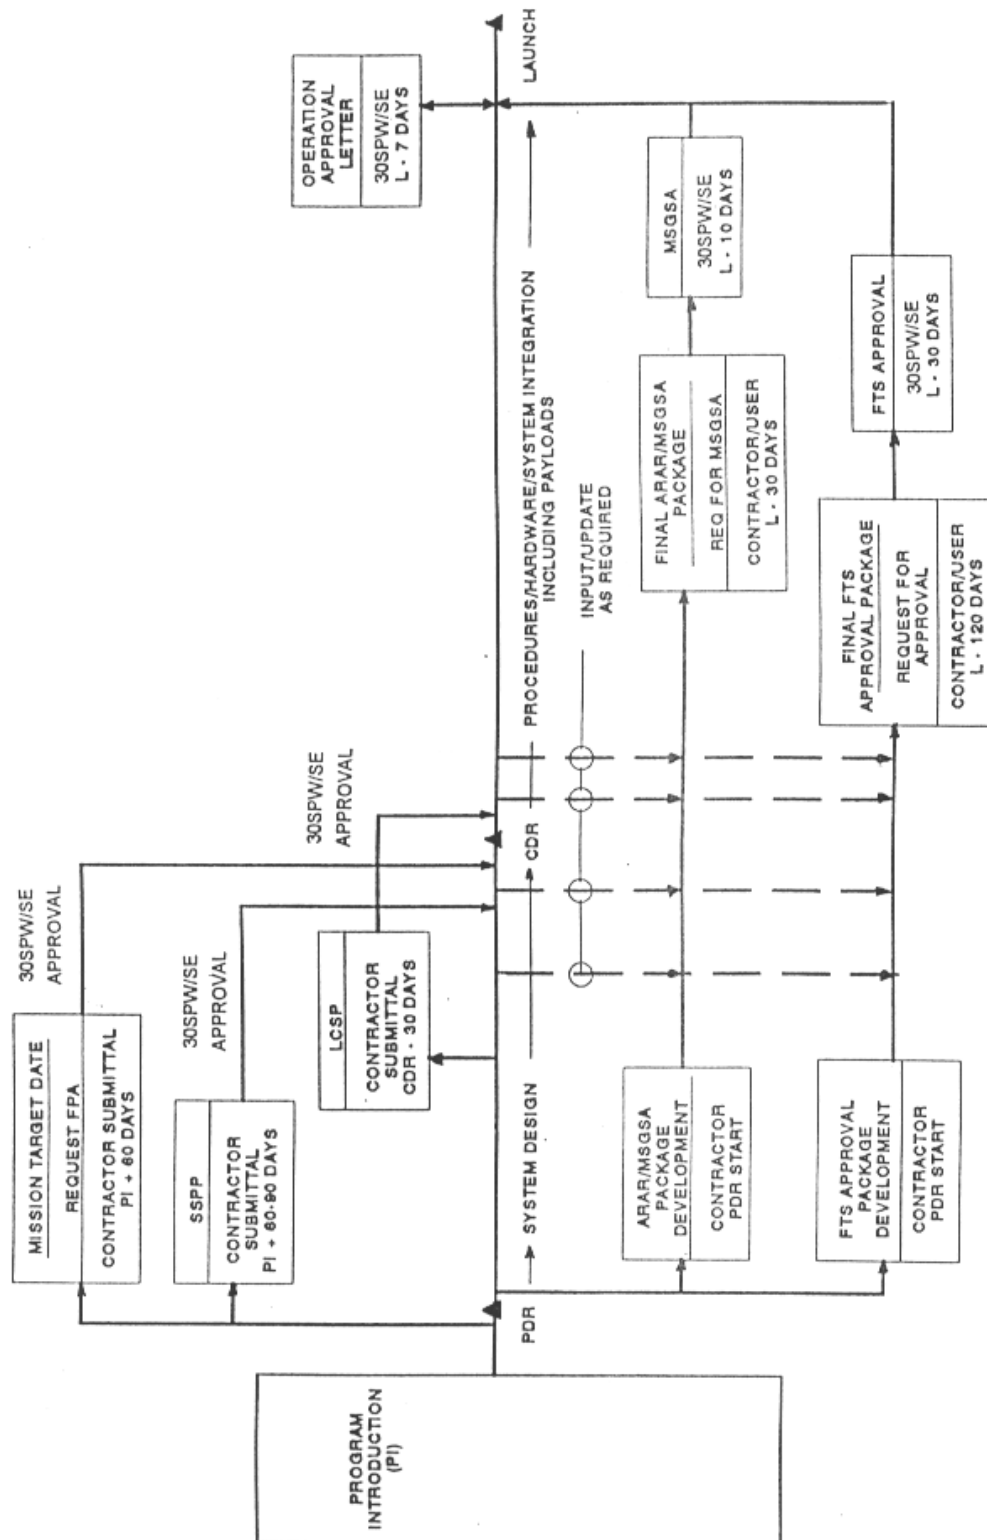 PROGRAM
INTRODUCTION
(PI)
MISSION TARGET DATE
REQUEST FPA
CONTRACTOR SUBMITTAL
PI + 60 DAYS
30SPW/SE
APPROVAL
SSPP
CONTRACTOR
SUBMITTAL
PI + 60-90 DAYS
30SPW/SE
APPROVAL
LCSP
CONTRACTOR
SUBMITTAL
CDR - 30 DAYS
30SPW/SE
APPROVAL
OPERATION
APPROVAL
LETTER
30SPW/SE
L - 7 DAYS
PDR
SYSTEM DESIGN
CDR
PROCEDURES/HARDWARE/SYSTEM INTEGRATION
INCLUDING PAYLOADS
LAUNCH
INPUT/UPDATE
AS REQUIRED
ARAR/MSGSA
PACKAGE
DEVELOPMENT
CONTRACTOR
PDR START
FINAL ARAR/MSGSA
PACKAGE
REQ FOR MSGSA
CONTRACTOR/USER
L - 30 DAYS
MSGSA
30SPW/SE
L - 10 DAYS
FTS APPROVAL
PACKAGE
DEVELOPMENT
CONTRACTOR
PDR START
FINAL FTS
APPROVAL PACKAGE
REQUEST FOR
APPROVAL
CONTRACTOR/USER
L - 120 DAYS
FTS APPROVAL
30SPW/SE
L - 30 DAYS